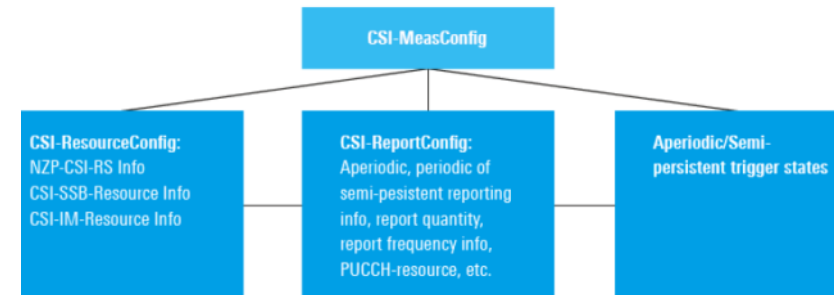 CSI-MeasConfig
CSI-ResourceConfig:
NZP-CSI-RS Info
CSI-SSB-Resource Info
CSI-IM-Resource Info
CSI-ReportConfig:
Aperiodic, periodic of
semi-pesistent reporting
info, report quantity,
report frequency info,
PUCCH-resource, etc.
Aperiodic/Semi-
persistent trigger states